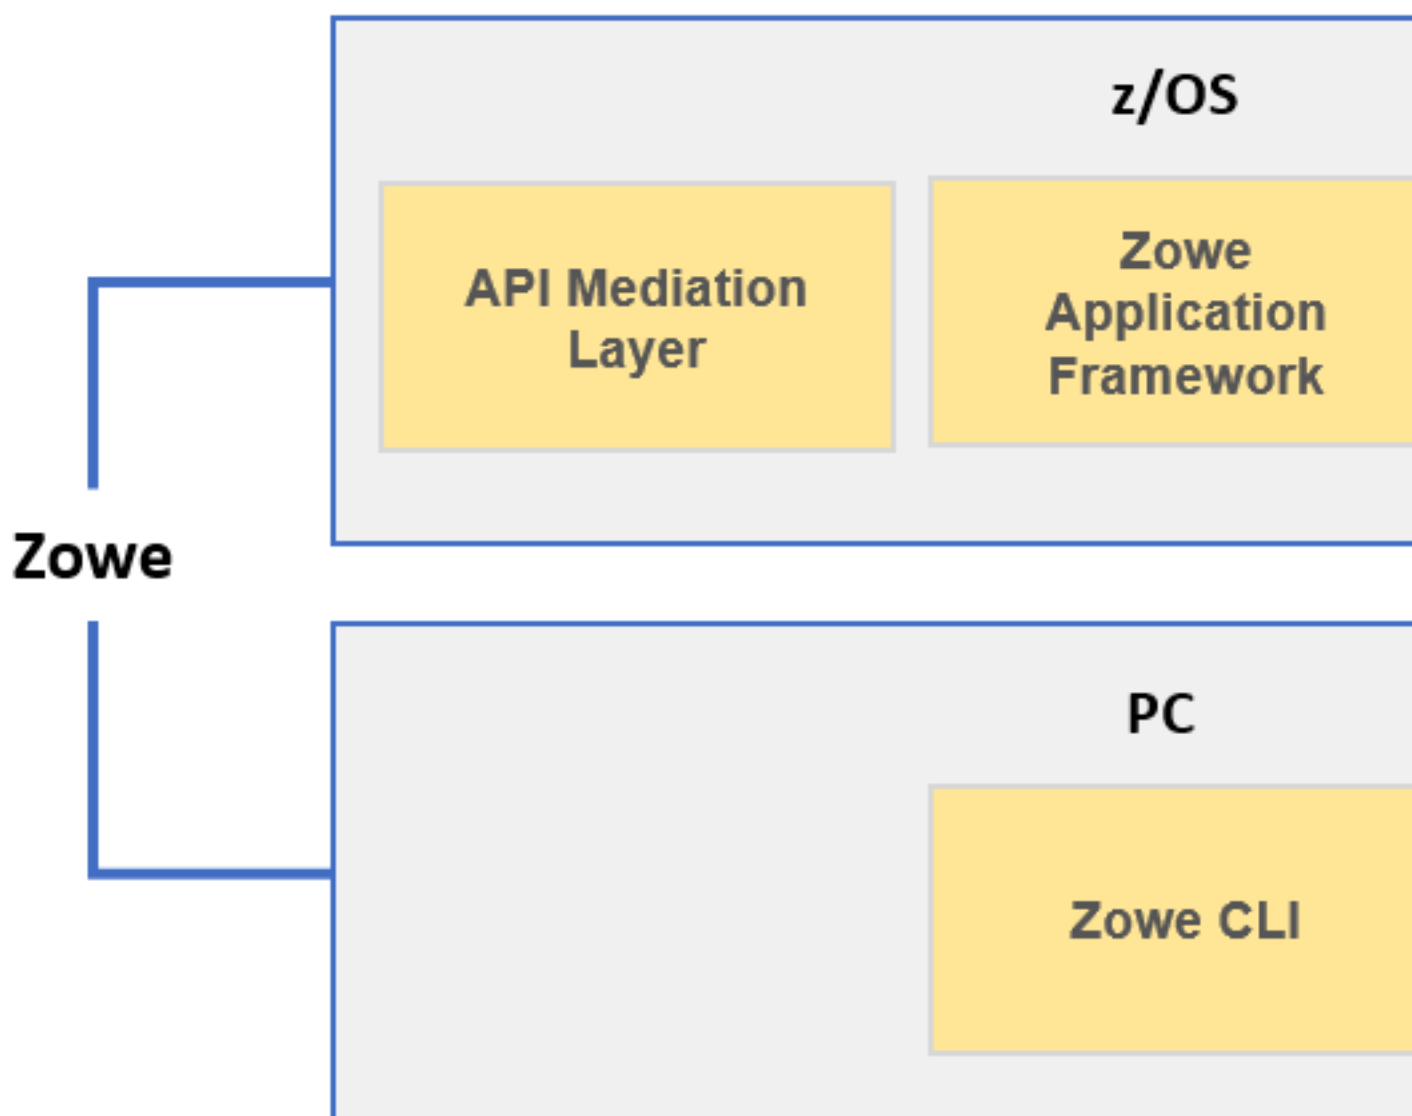 z/OS
API Mediation
Layer
Zowe
Application
Framework
Zowe
PC
Zowe CLI